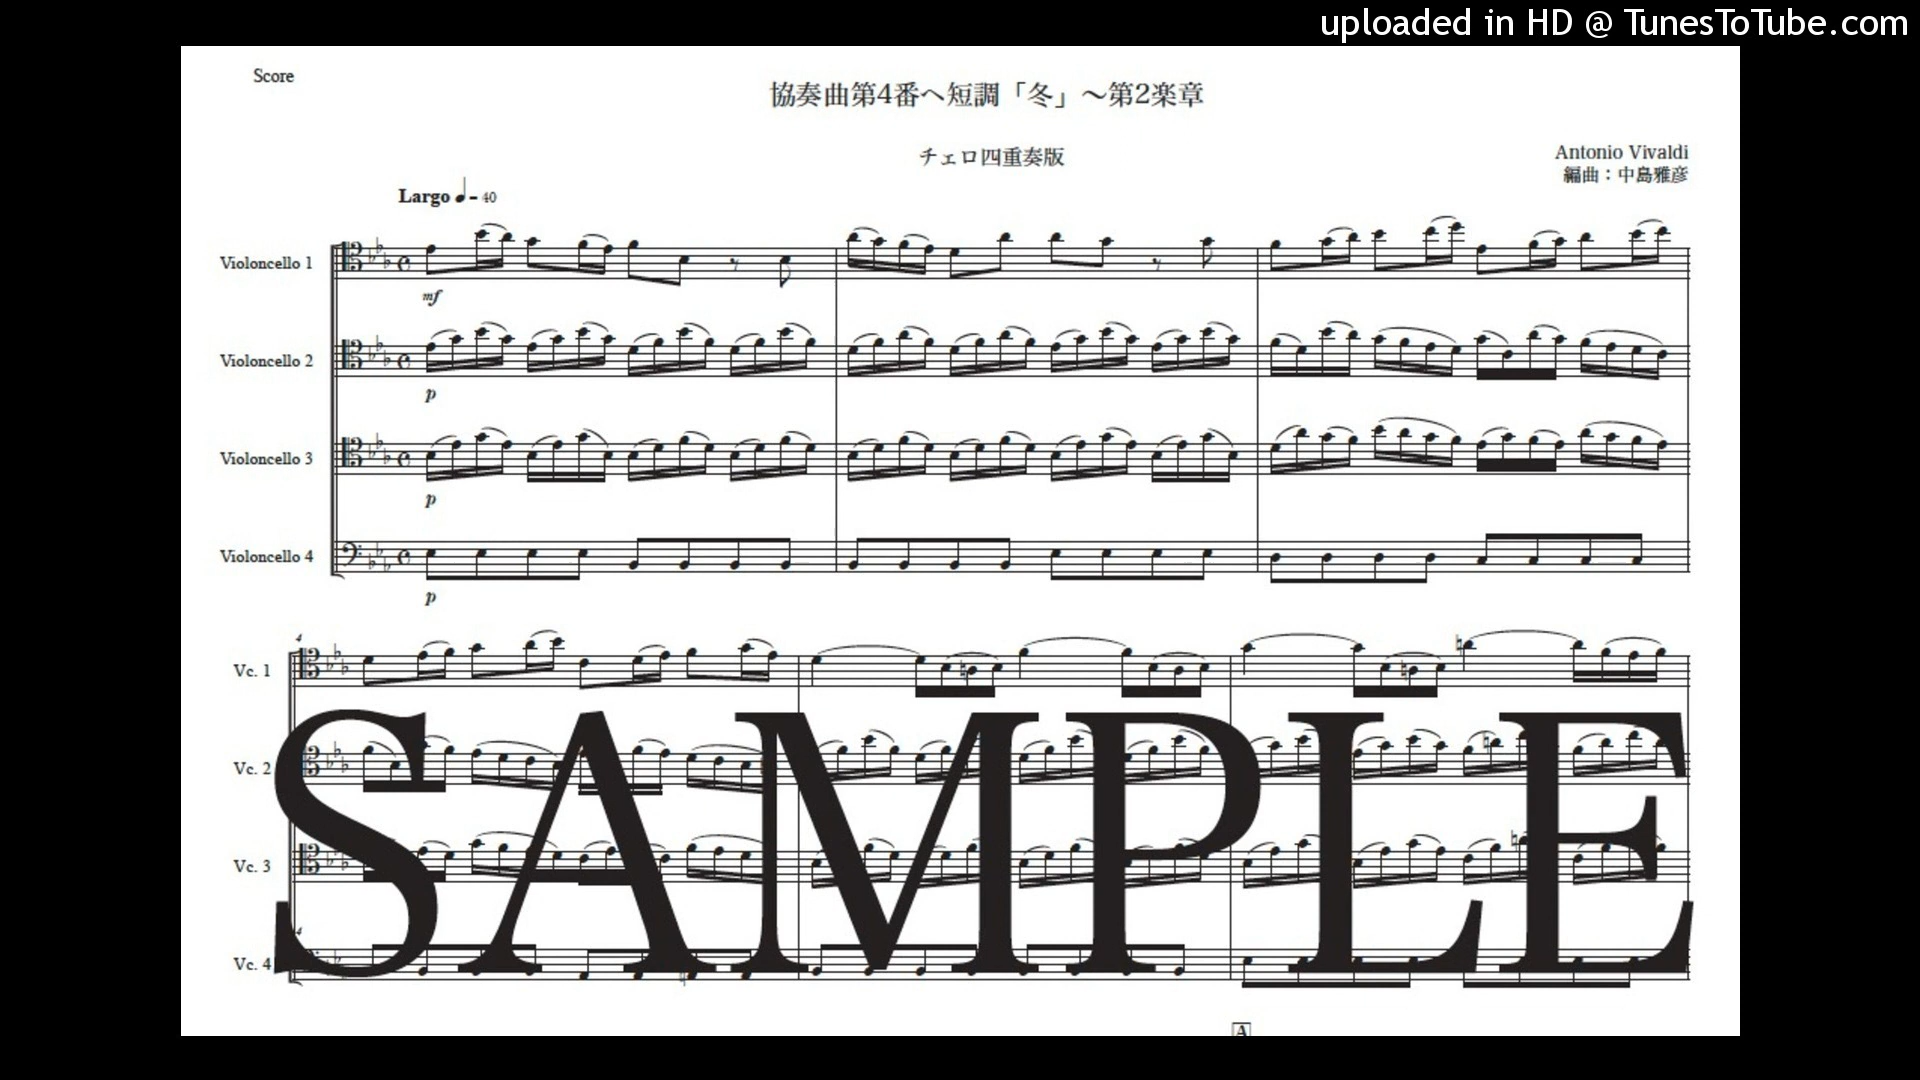 uploaded in HD @ TunesToTube.com
Score
協奏曲第4番へ短調「冬」～第2楽章
チェロ四重奏版
Antonio Vivaldi
編曲：中島雅彦
Largo ♩= 40
Violoncello 1
mf
Violoncello 2
p
Violoncello 3
p
Violoncello 4
p
4
Vc. 1
Vc. 2
Vc. 3
4
Vc. 4
SAMPLE
A